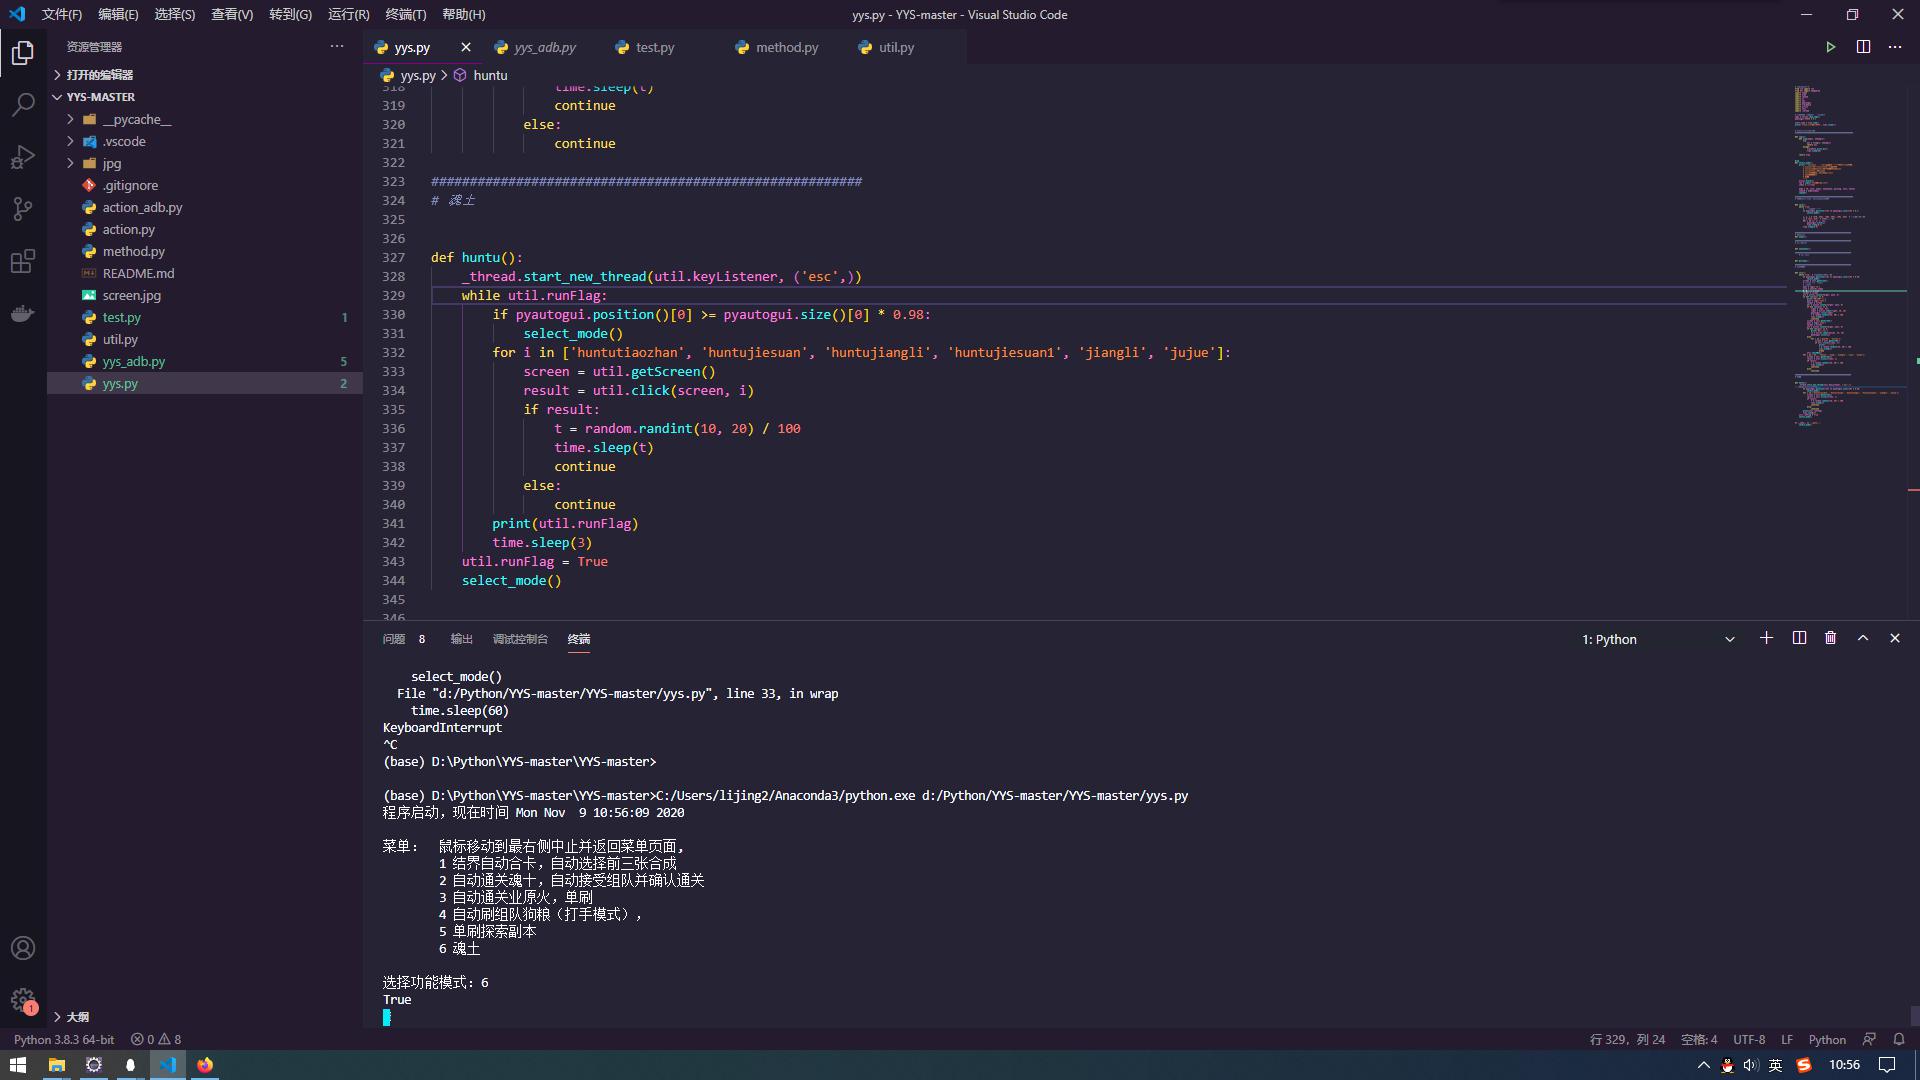 文件(F) 编辑(E) 选择(S) 查看(V) 转到(G) 运行(R) 终端(T) 帮助(H)
yys.py - YYS-master - Visual Studio Code
资源管理器
yys.py yys_adb.py test.py method.py util.py
打开的编辑器
YYS-MASTER
__pycache__
.vscode
jpg
.gitignore
action_adb.py
action.py
method.py
README.md
screen.jpg
test.py 1
util.py
yys_adb.py 5
yys.py 2
大纲
yys.py > huntu
318 time.sleep(t)
319 continue
320 else:
321 continue
322
323 ########################################################
324 # 魂土
325
326
327 def huntu():
328 _thread.start_new_thread(util.keyListener, ('esc',))
329 while util.runFlag:
330 if pyautogui.position()[0] >= pyautogui.size()[0] * 0.98:
331 select_mode()
332 for i in ['huntutiaozhan', 'huntujiesuan', 'huntujiangli', 'huntujiesuan1', 'jiangli', 'jujue']:
333 screen = util.getScreen()
334 result = util.click(screen, i)
335 if result:
336 t = random.randint(10, 20) / 100
337 time.sleep(t)
338 continue
339 else:
340 continue
341 print(util.runFlag)
342 time.sleep(3)
343 util.runFlag = True
344 select_mode()
345
346
问题 8 输出 调试控制台 终端
1: Python
select_mode()
File "d:/Python/YYS-master/YYS-master/yys.py", line 33, in wrap
time.sleep(60)
KeyboardInterrupt
^C
(base) D:\Python\YYS-master\YYS-master>
(base) D:\Python\YYS-master\YYS-master>C:/Users/lijing2/Anaconda3/python.exe d:/Python/YYS-master/YYS-master/yys.py
程序启动，现在时间 Mon Nov  9 10:56:09 2020
菜单： 鼠标移动到最右侧中止并返回菜单页面,
1 结界自动合卡，自动选择前三张合成
2 自动通关魂十，自动接受组队并确认通关
3 自动通关业原火，单刷
4 自动刷组队狗粮（打手模式），
5 单刷探索副本
6 魂土
选择功能模式：6
True
1
Python 3.8.3 64-bit 0 8
行 329，列 24 空格: 4 UTF-8 LF Python
英 10:56